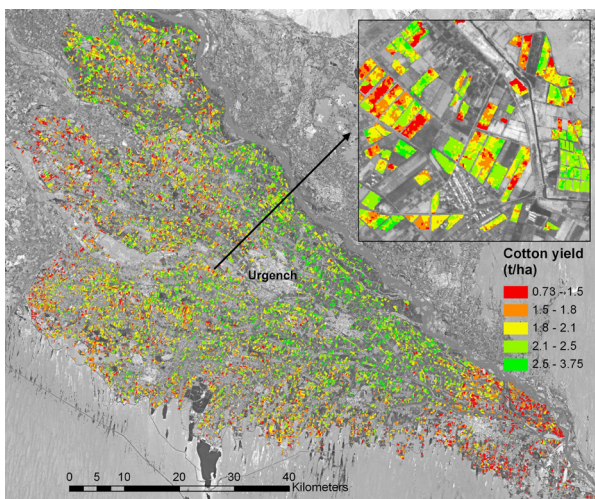 Urgench
Cotton yield
(t/ha)
0.73 - 1.5
1.5 - 1.8
1.8 - 2.1
2.1 - 2.5
2.5 - 3.75
0 5 10 20 30 40
Kilometers